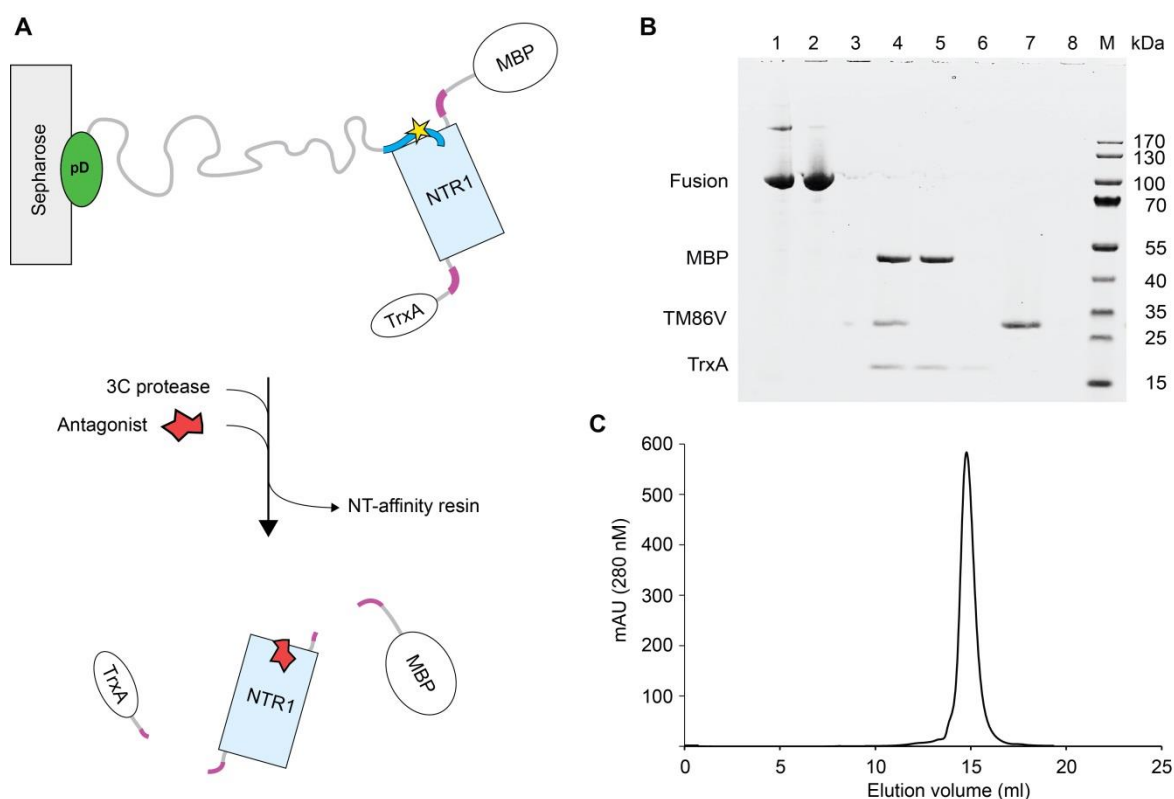 A
Sepharose
pD
MBP
NTR1
TrxA
3C protease
Antagonist
NT-affinity resin
TrxA
NTR1
MBP
B
1 2 3 4 5 6 7 8 M kDa
Fusion
MBP
TM86V
TrxA
170
130
100
70
55
40
35
25
15
C
mAU (280 nM)
600
500
400
300
200
100
0 5 10 15 20 25
Elution volume (ml)